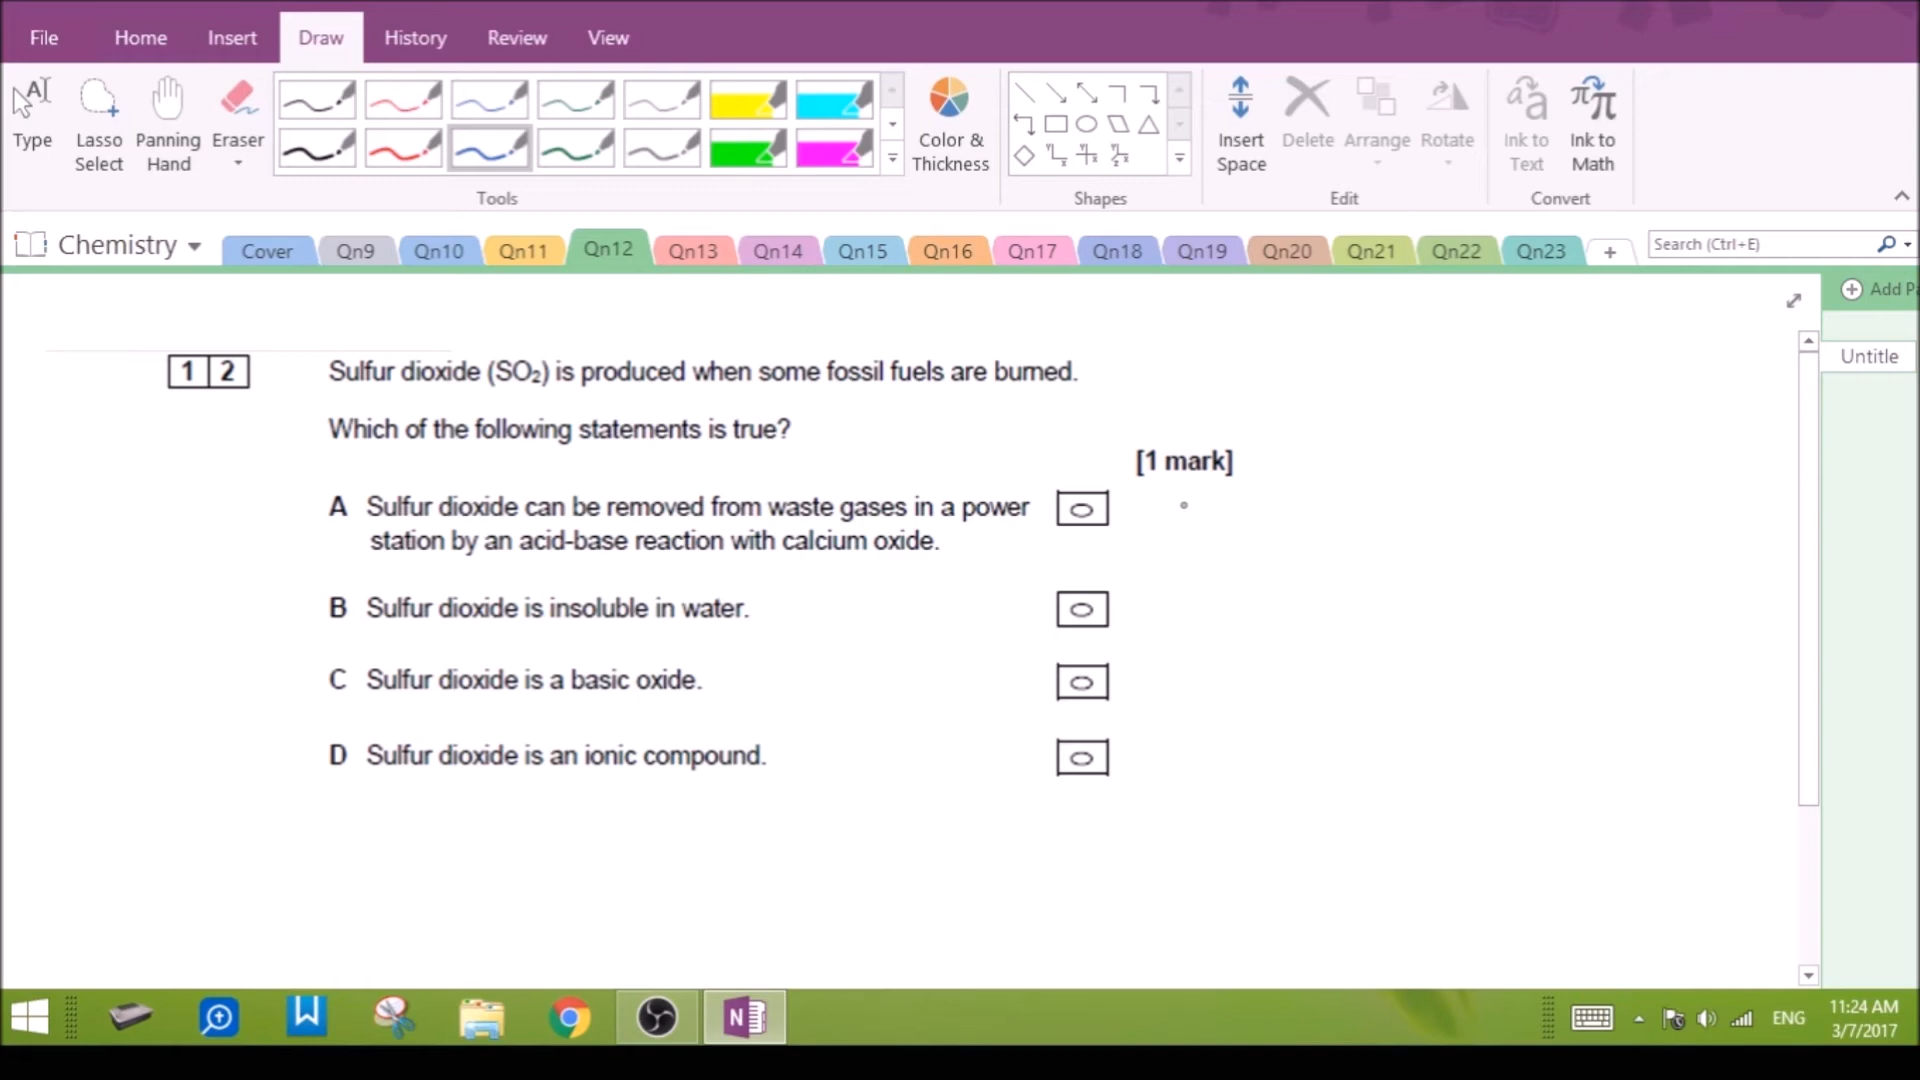 File Home Insert Draw History Review View
Type
Lasso Select
Panning Hand
Eraser
Color & Thickness
Insert Space
Delete
Arrange
Rotate
Ink to Text
Ink to Math
Tools Shapes Edit Convert
Chemistry Cover Qn9 Qn10 Qn11 Qn12 Qn13 Qn14 Qn15 Qn16 Qn17 Qn18 Qn19 Qn20 Qn21 Qn22 Qn23 + Search (Ctrl+E)
Add P
Untitle
1 2 Sulfur dioxide (SO₂) is produced when some fossil fuels are burned.
Which of the following statements is true?
[1 mark]
A Sulfur dioxide can be removed from waste gases in a power
station by an acid-base reaction with calcium oxide.
B Sulfur dioxide is insoluble in water.
C Sulfur dioxide is a basic oxide.
D Sulfur dioxide is an ionic compound.
ENG
11:24 AM
3/7/2017